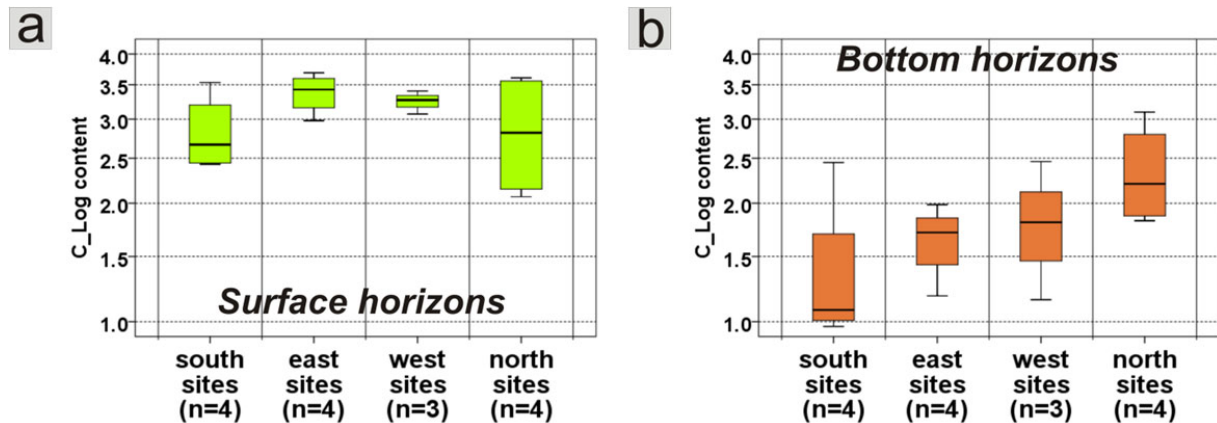 a
C_Log content
4.0
3.5
3.0
2.5
2.0
1.5
1.0
Surface horizons
south
sites
(n=4)
east
sites
(n=4)
west
sites
(n=3)
north
sites
(n=4)
b
C_Log content
4.0
3.5
3.0
2.5
2.0
1.5
1.0
Bottom horizons
south
sites
(n=4)
east
sites
(n=4)
west
sites
(n=3)
north
sites
(n=4)